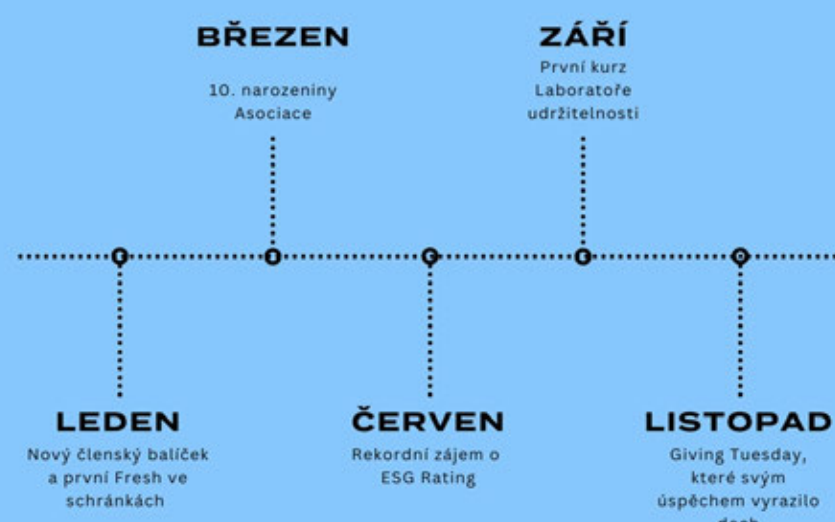 BŘEZEN
10. narozeniny
Asociace
ZÁŘÍ
První kurz
Laboratoře
udržitelnosti
LEDEN
Nový členský balíček
a první Fresh ve
schránkách
ČERVEN
Rekordní zájem o
ESG Rating
LISTOPAD
Giving Tuesday,
které svým
úspěchem vyrazilo